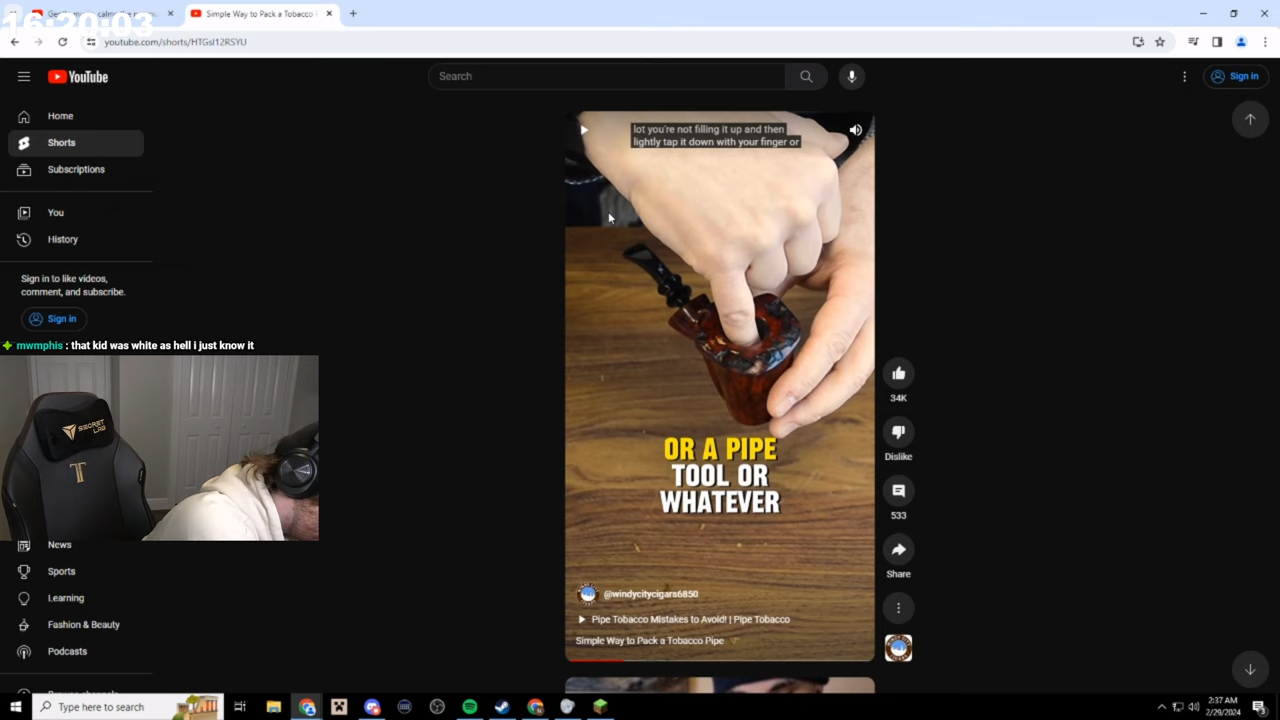 16:20:03
Simple Way to Pack a Tobacco
youtube.com/shorts/HTGsI12RSYU
YouTube
Search
Sign in
Home
Shorts
Subscriptions
You
History
Sign in to like videos,
comment, and subscribe.
Sign in
mwmphis : that kid was white as hell i just know it
SECRET
LAB
T
News
Sports
Learning
Fashion & Beauty
Podcasts
lot you're not filling it up and then
lightly tap it down with your finger or
OR A PIPE
TOOL OR
WHATEVER
@windycitycigars6850
Pipe Tobacco Mistakes to Avoid! | Pipe Tobacco
Simple Way to Pack a Tobacco Pipe
34K
Dislike
533
Share
Type here to search
2:37 AM
2/29/2024